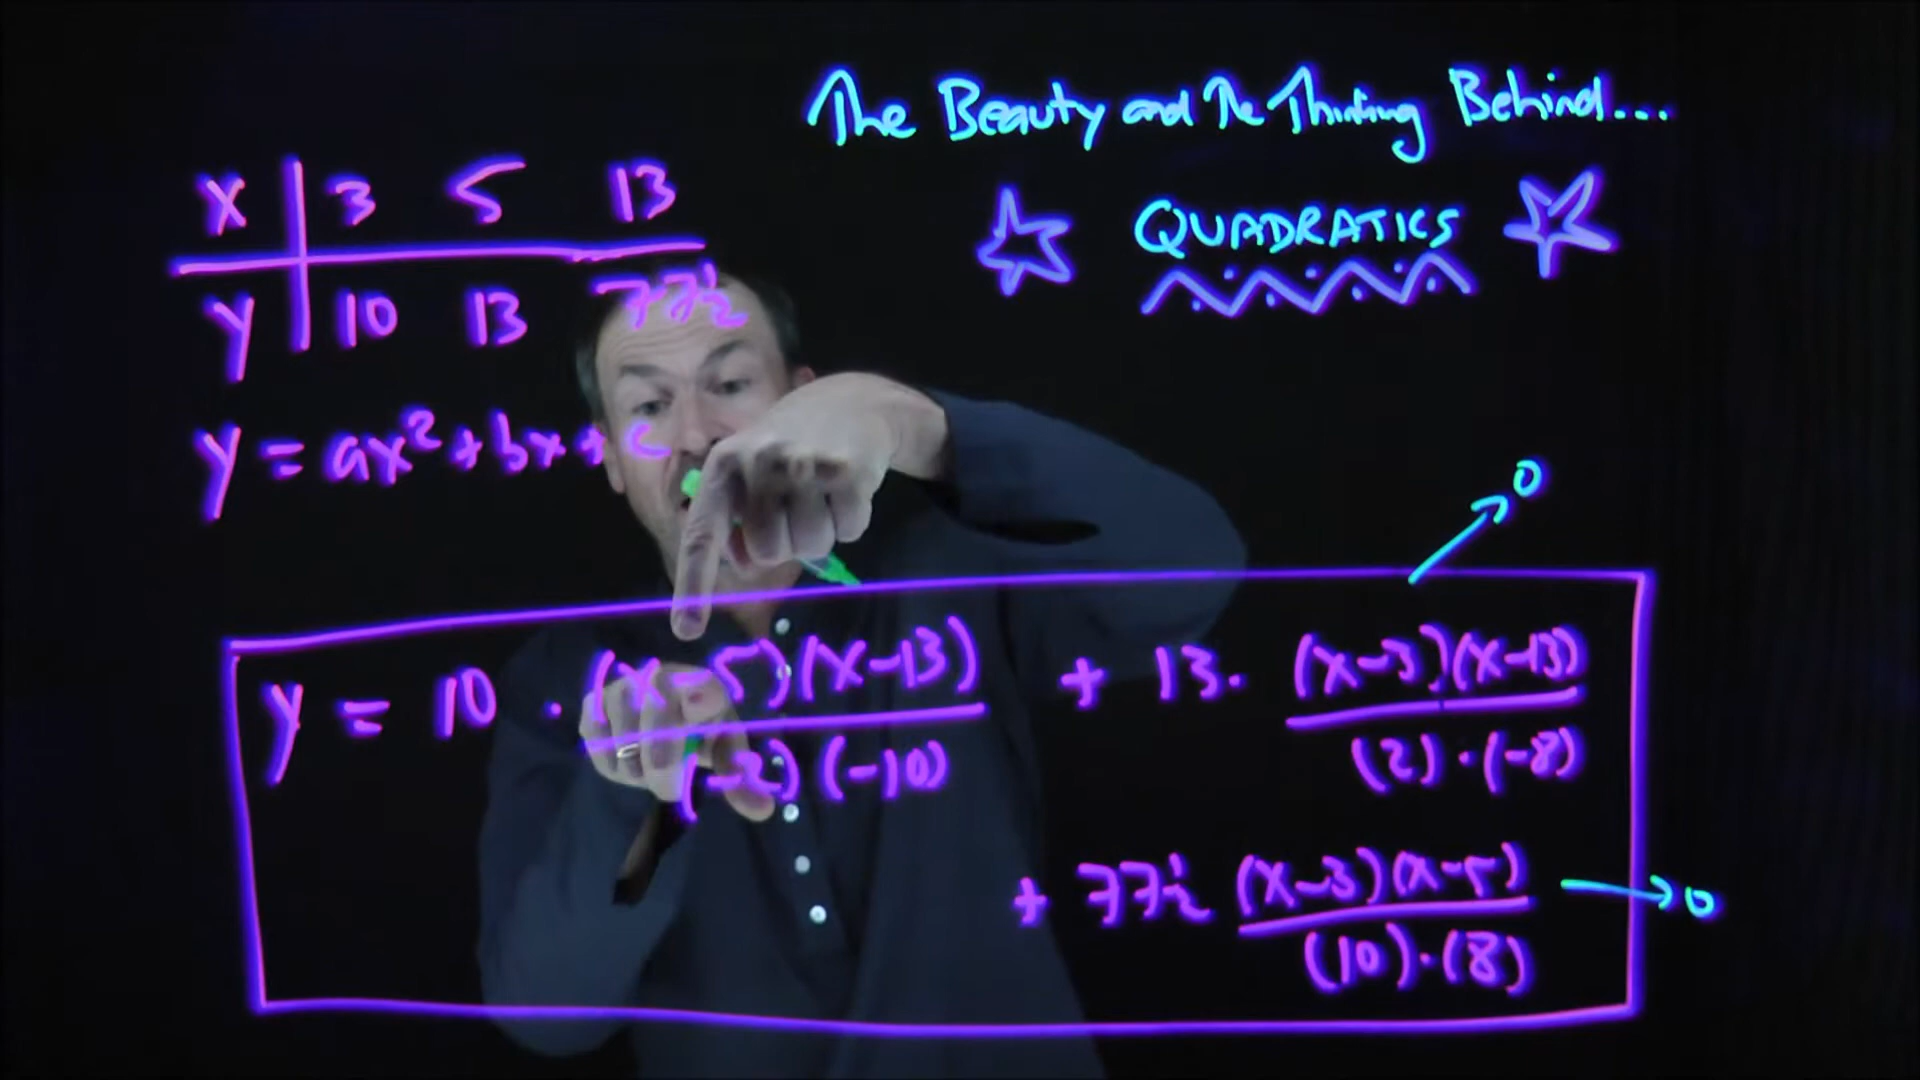 The Beauty and The Thinking Behind...
QUADRATICS
x | 3 5 13
y | 10 13 77½
y = ax² + bx + c
0
y = 10 · (x-5)(x-13) / (-2)(-10) + 13 · (x-3)(x-13) / (2)·(-8)
+ 77½ (x-3)(x-5) / (10)·(8) → 0